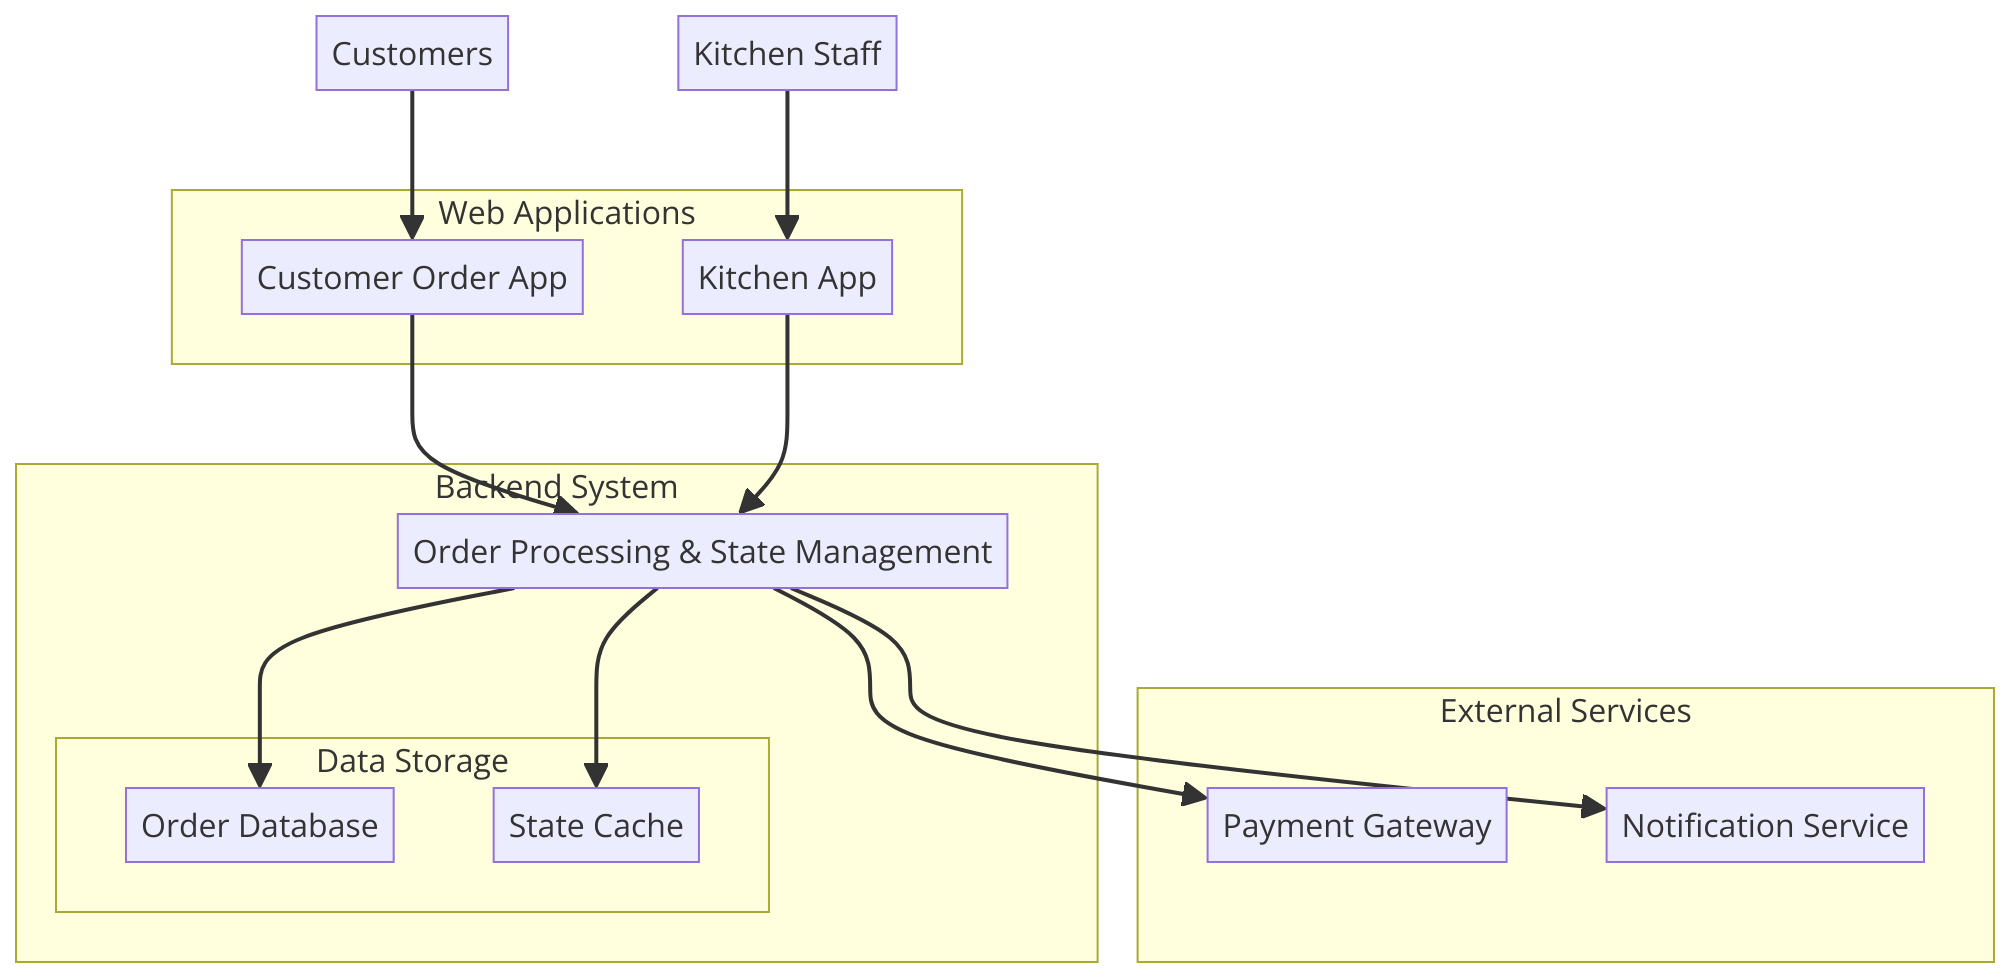 Customers
Kitchen Staff
Web Applications
Customer Order App
Kitchen App
Backend System
Order Processing & State Management
External Services
Data Storage
Order Database
State Cache
Payment Gateway
Notification Service